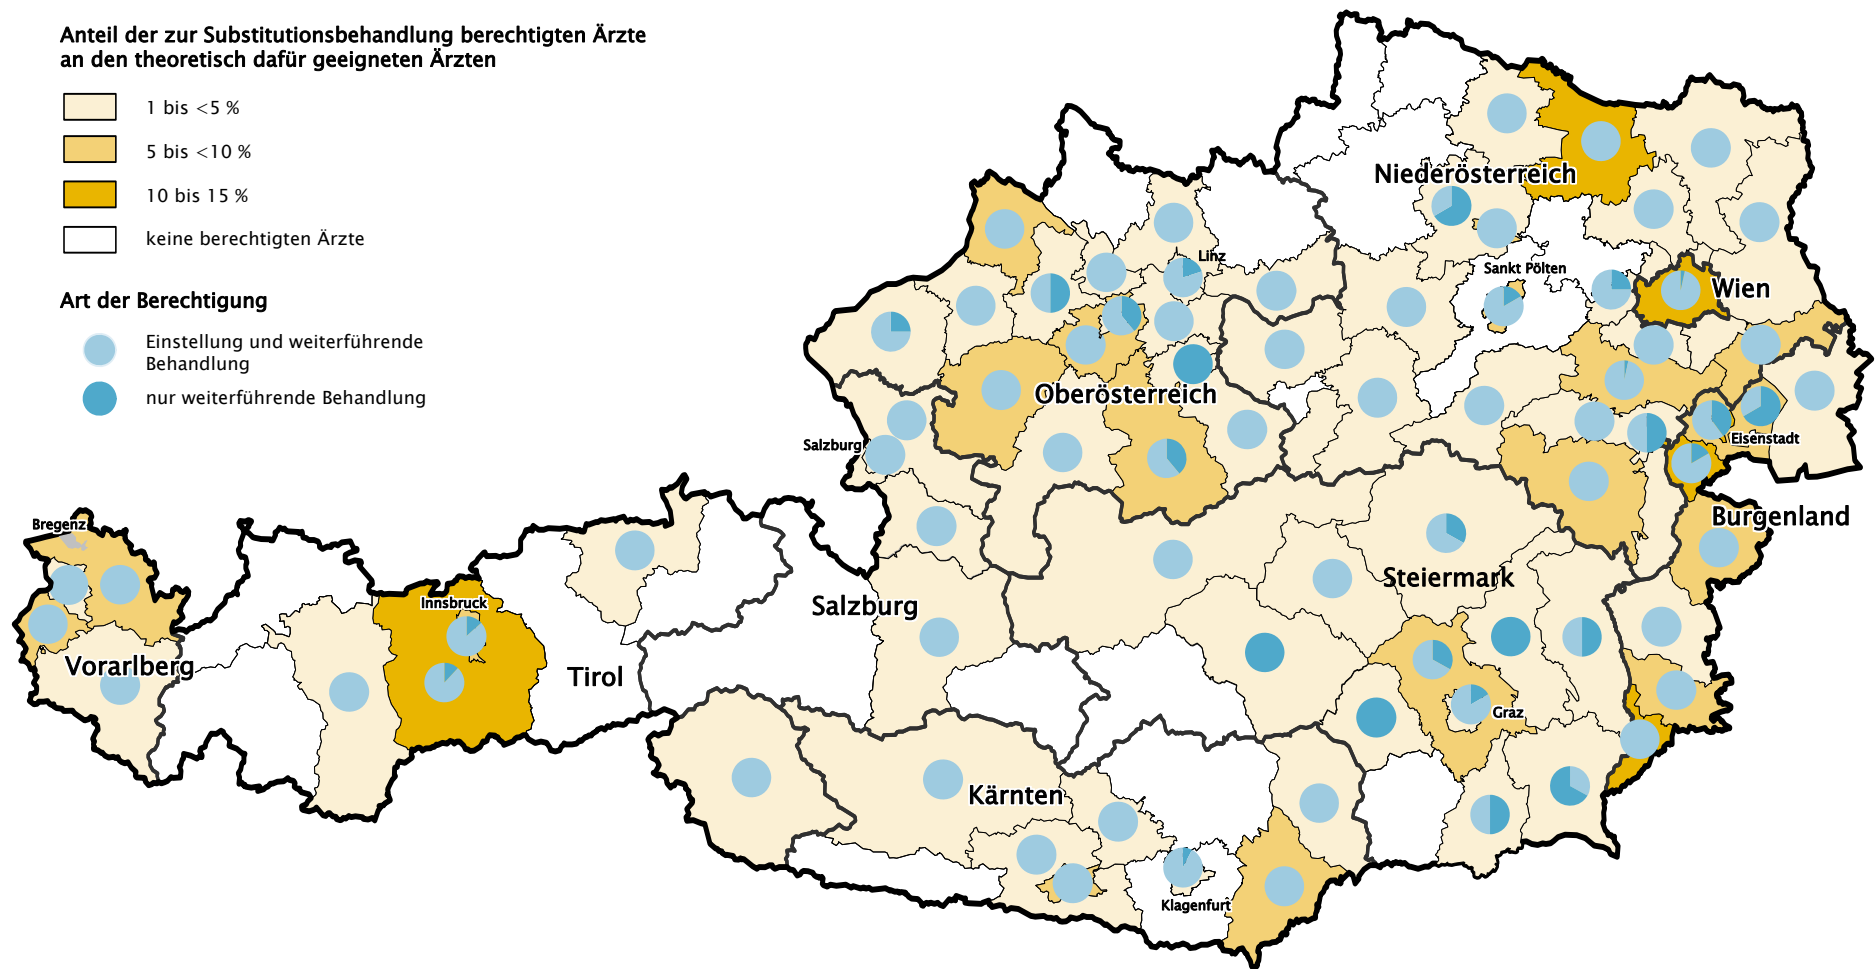 Anteil der zur Substitutionsbehandlung berechtigten Ärzte
an den theoretisch dafür geeigneten Ärzten
1 bis <5 %
5 bis <10 %
10 bis 15 %
keine berechtigten Ärzte
Art der Berechtigung
Einstellung und weiterführende
Behandlung
nur weiterführende Behandlung
Niederösterreich
Linz
Sankt Pölten
Wien
Oberösterreich
Salzburg
Eisenstadt
Bregenz
Burgenland
Steiermark
Innsbruck
Salzburg
Vorarlberg
Tirol
Graz
Kärnten
Klagenfurt